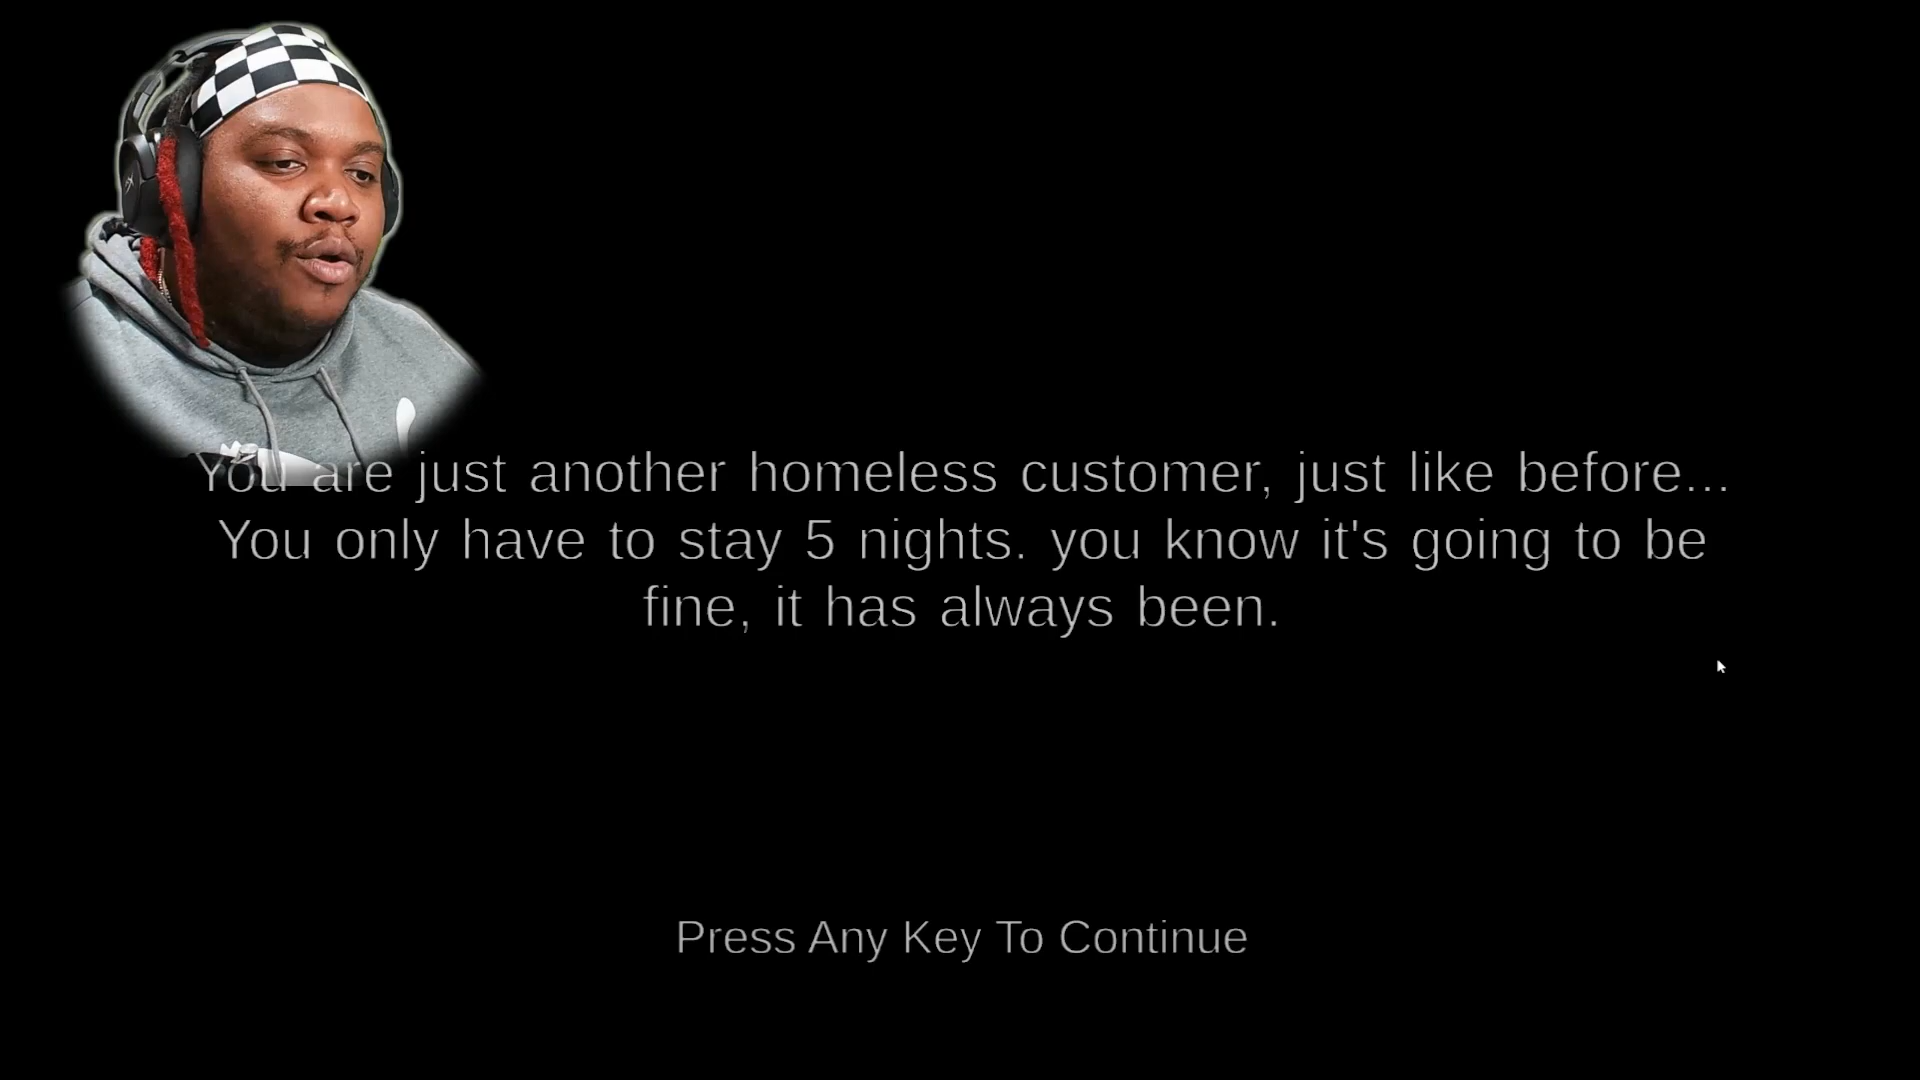 You are just another homeless customer, just like before...
You only have to stay 5 nights. you know it's going to be
fine, it has always been.
Press Any Key To Continue